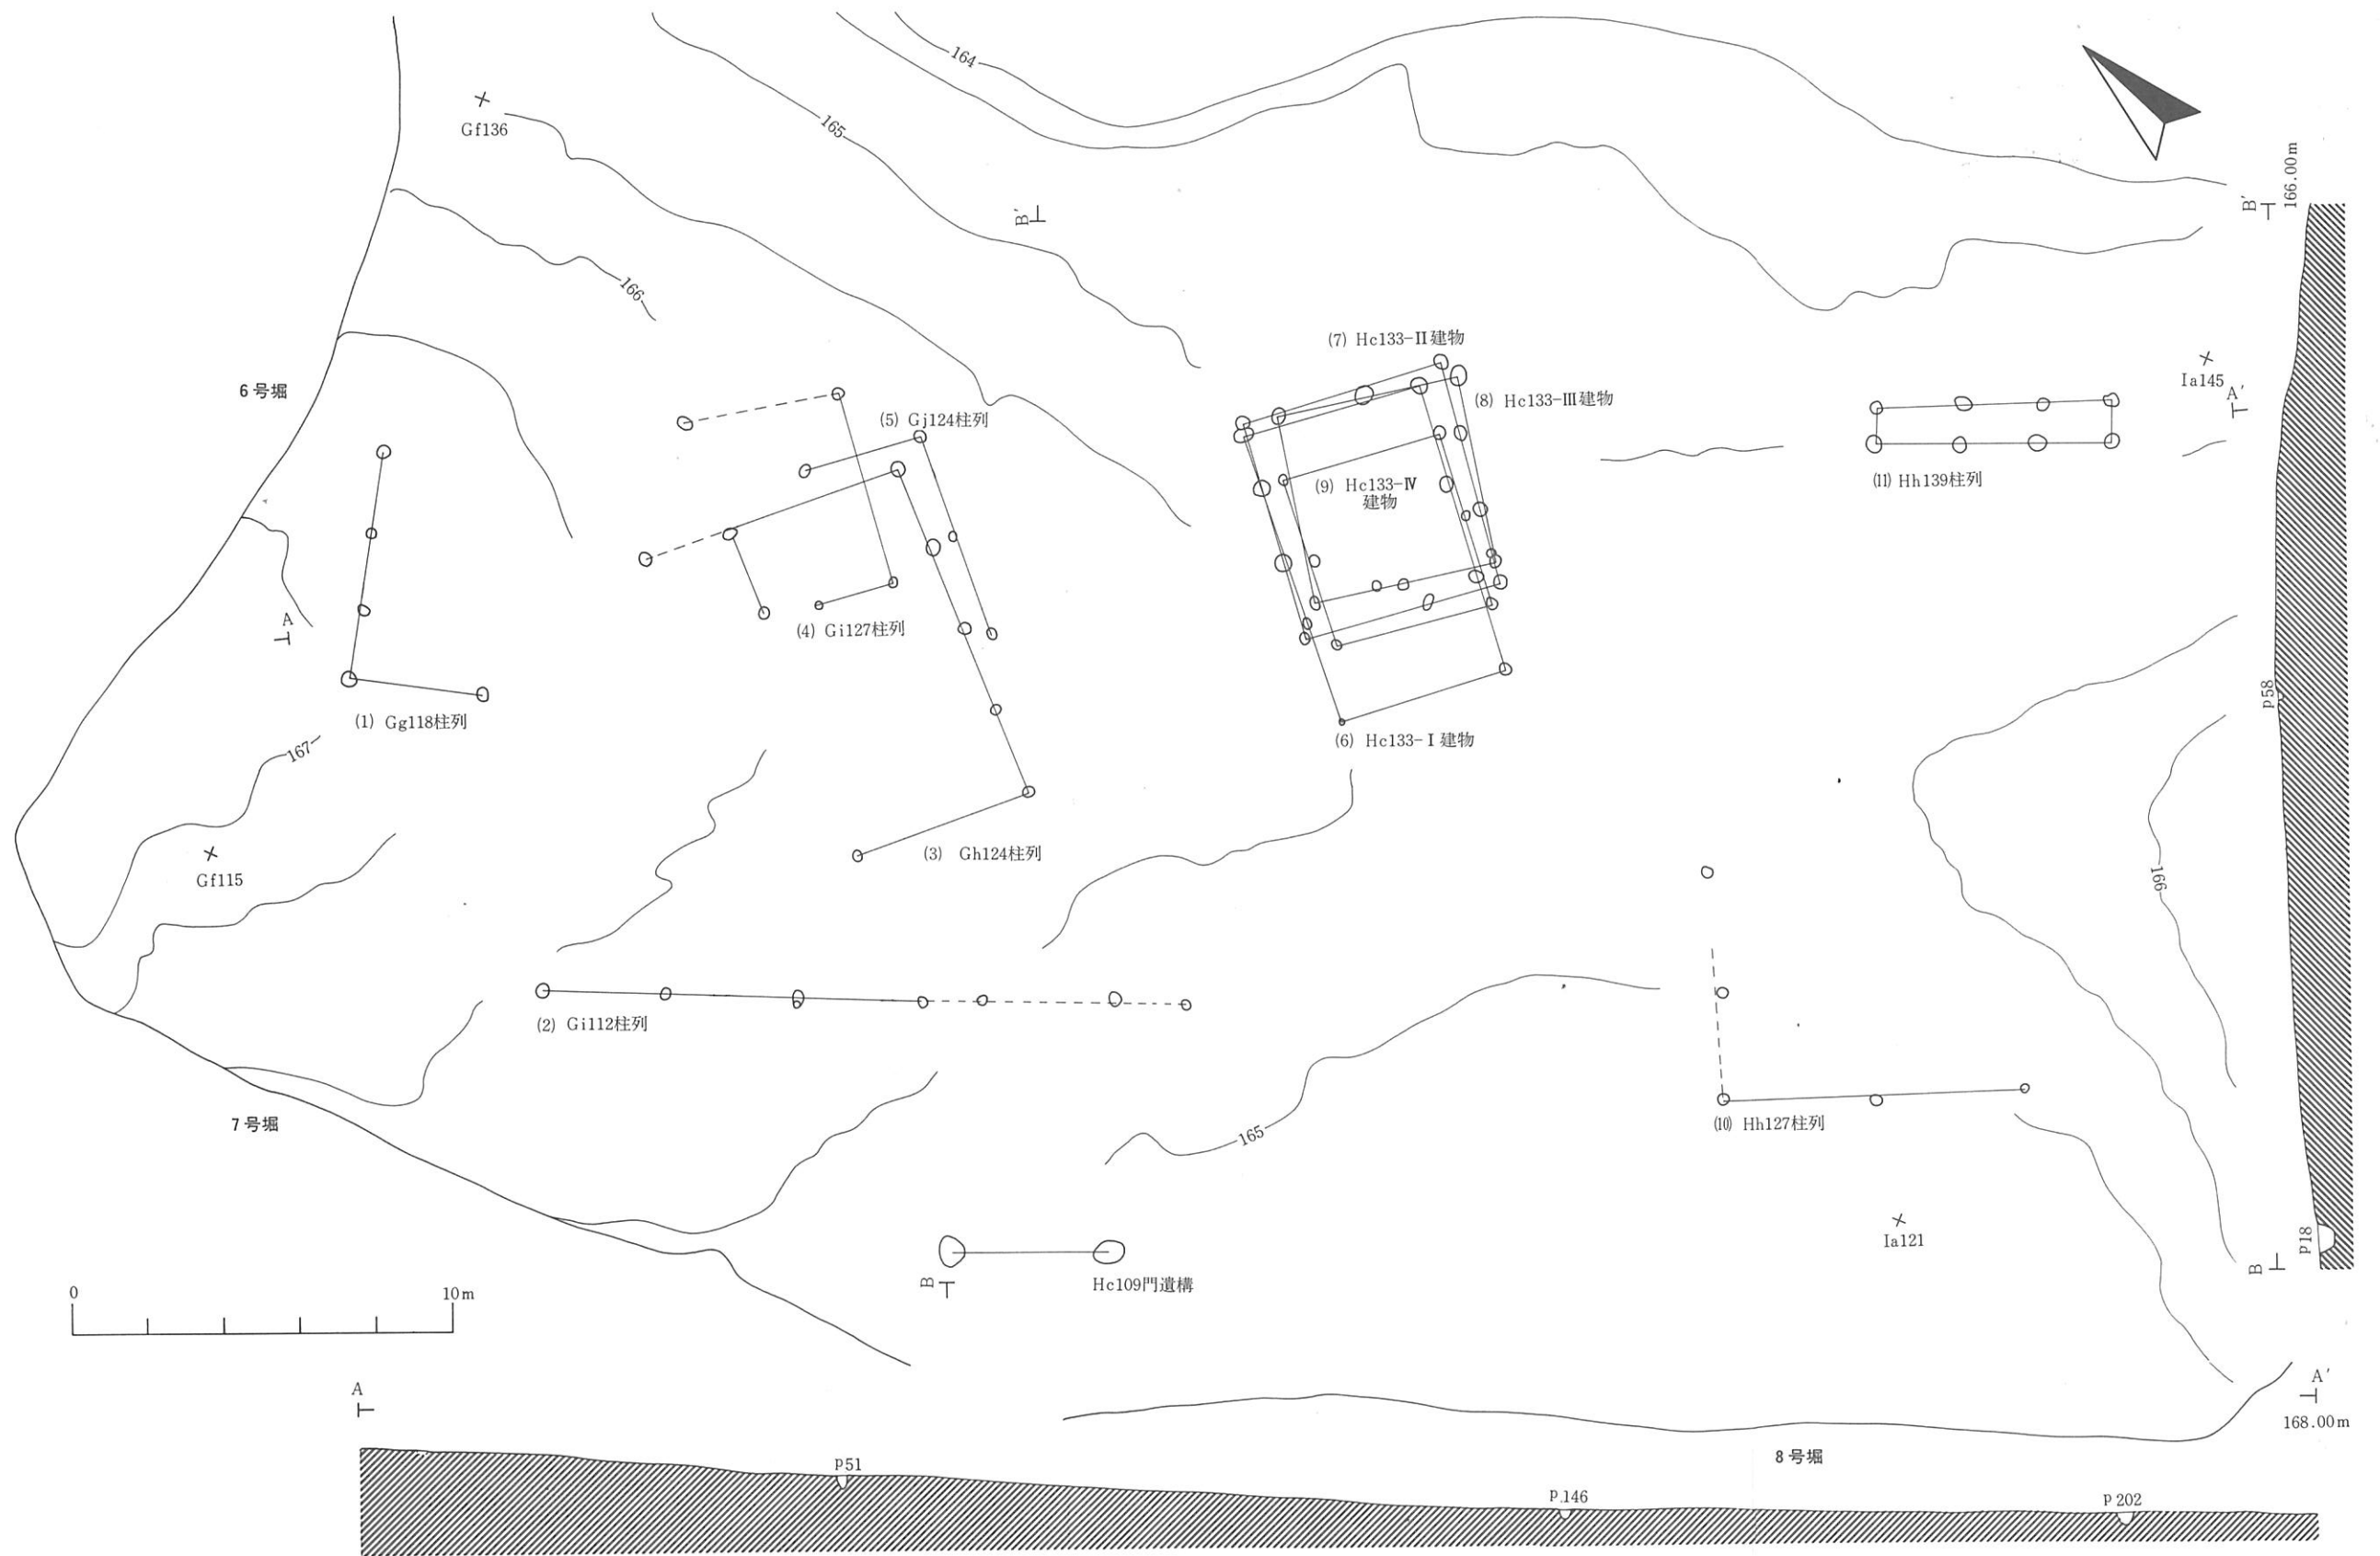 164
165
Gf136
166
B'
B'
166.00m
6号堀
(7) Hc133-Ⅱ建物
(8) Hc133-Ⅲ建物
(5) Gj124柱列
Ia145
A'
(9) Hc133-Ⅳ
建物
(11) Hh139柱列
A
(4) Gi127柱列
(1) Gg118柱列
167
(6) Hc133-Ⅰ建物
p58
Gf115
(3) Gh124柱列
166
(2) Gi112柱列
7号堀
165
(10) Hh127柱列
Ia121
p18
B
B
Hc109門遺構
0
10m
A
A'
168.00m
8号堀
p51
p.146
p202